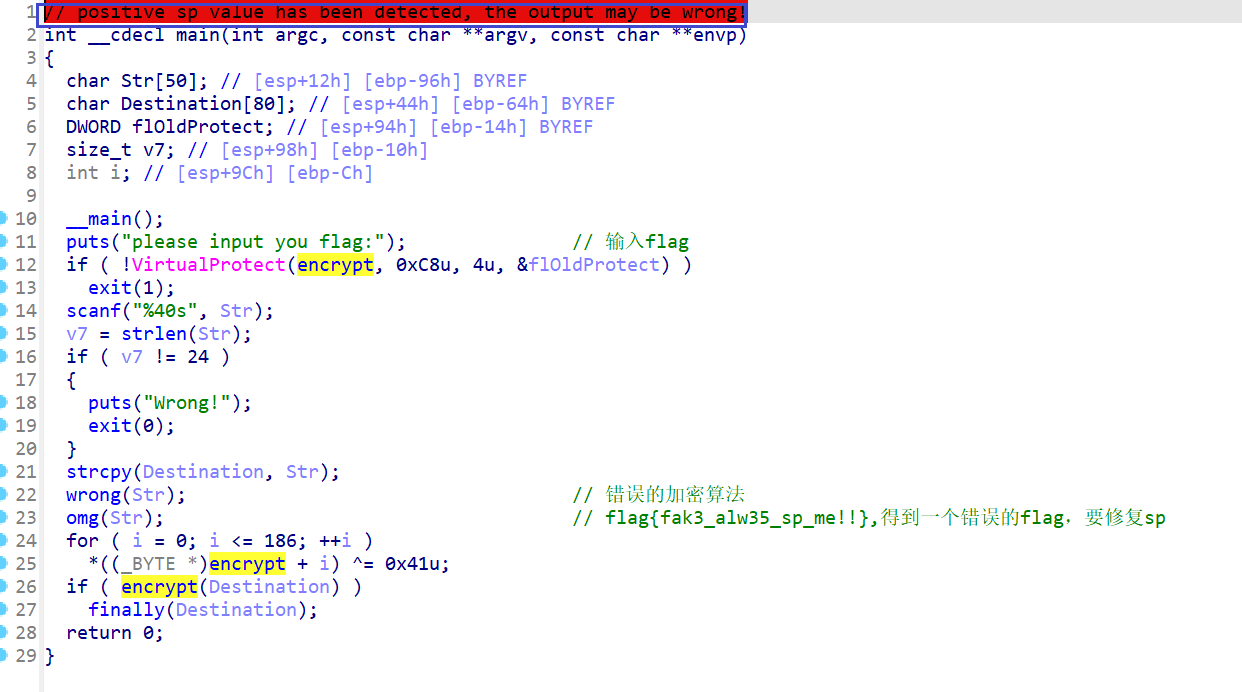 1 // positive sp value has been detected, the output may be wrong!
2 int __cdecl main(int argc, const char **argv, const char **envp)
3 {
4 char Str[50]; // [esp+12h] [ebp-96h] BYREF
5 char Destination[80]; // [esp+44h] [ebp-64h] BYREF
6 DWORD flOldProtect; // [esp+94h] [ebp-14h] BYREF
7 size_t v7; // [esp+98h] [ebp-10h]
8 int i; // [esp+9Ch] [ebp-Ch]
9
10 __main();
11 puts("please input you flag:"); // 输入flag
12 if ( !VirtualProtect(encrypt, 0xC8u, 4u, &flOldProtect) )
13 exit(1);
14 scanf("%40s", Str);
15 v7 = strlen(Str);
16 if ( v7 != 24 )
17 {
18 puts("Wrong!");
19 exit(0);
20 }
21 strcpy(Destination, Str);
22 wrong(Str); // 错误的加密算法
23 omg(Str); // flag{fak3_alw35_sp_me!!},得到一个错误的flag，要修复sp
24 for ( i = 0; i <= 186; ++i )
25 *((_BYTE *)encrypt + i) ^= 0x41u;
26 if ( encrypt(Destination) )
27 finally(Destination);
28 return 0;
29 }